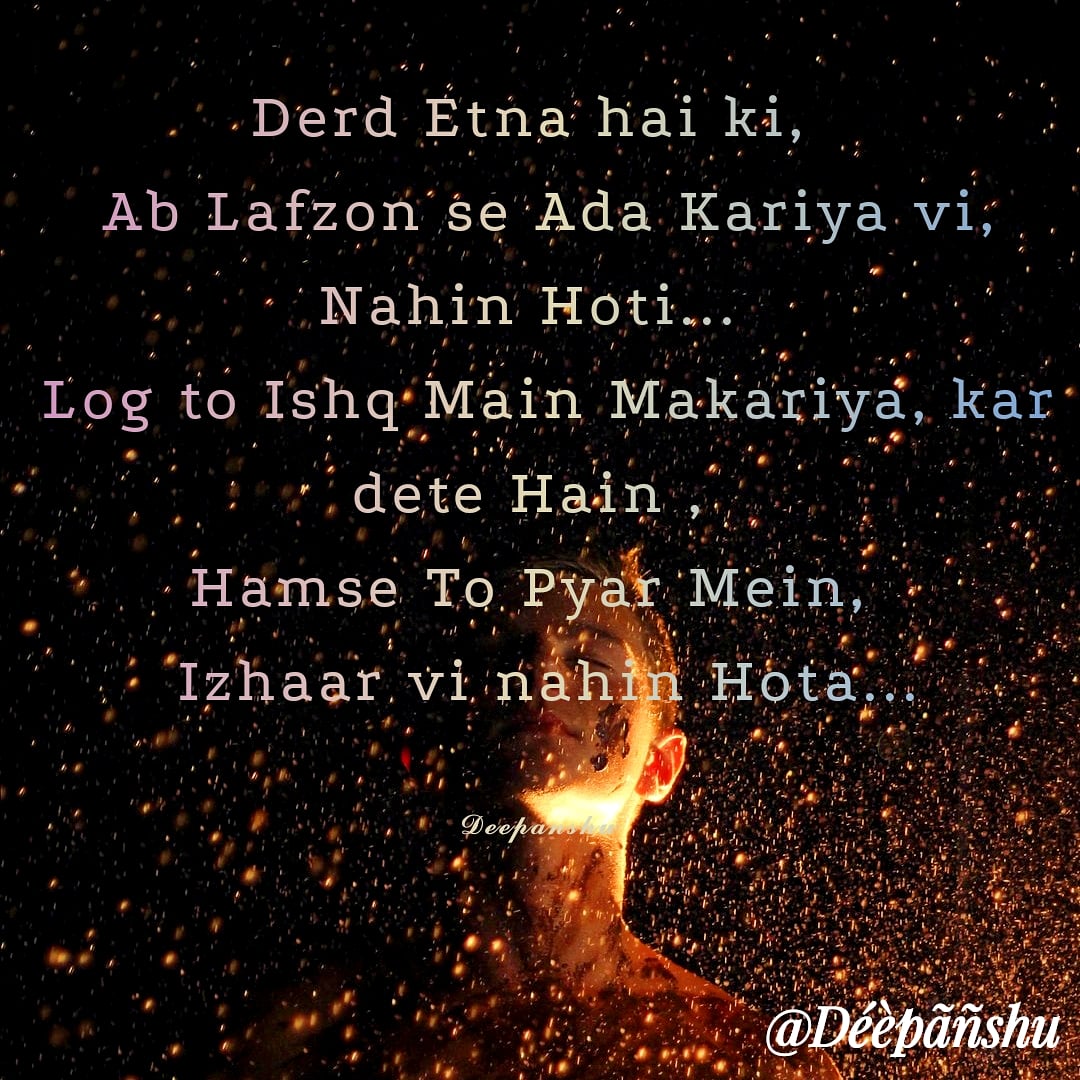 Derd Etna hai ki,
Ab Lafzon se Ada Kariya vi,
Nahin Hoti...
Log to Ishq Main Makariya, kar
dete Hain ,
Hamse To Pyar Mein,
Izhaar vi nahin Hota...
Deepañshu
@Déèpãñshu